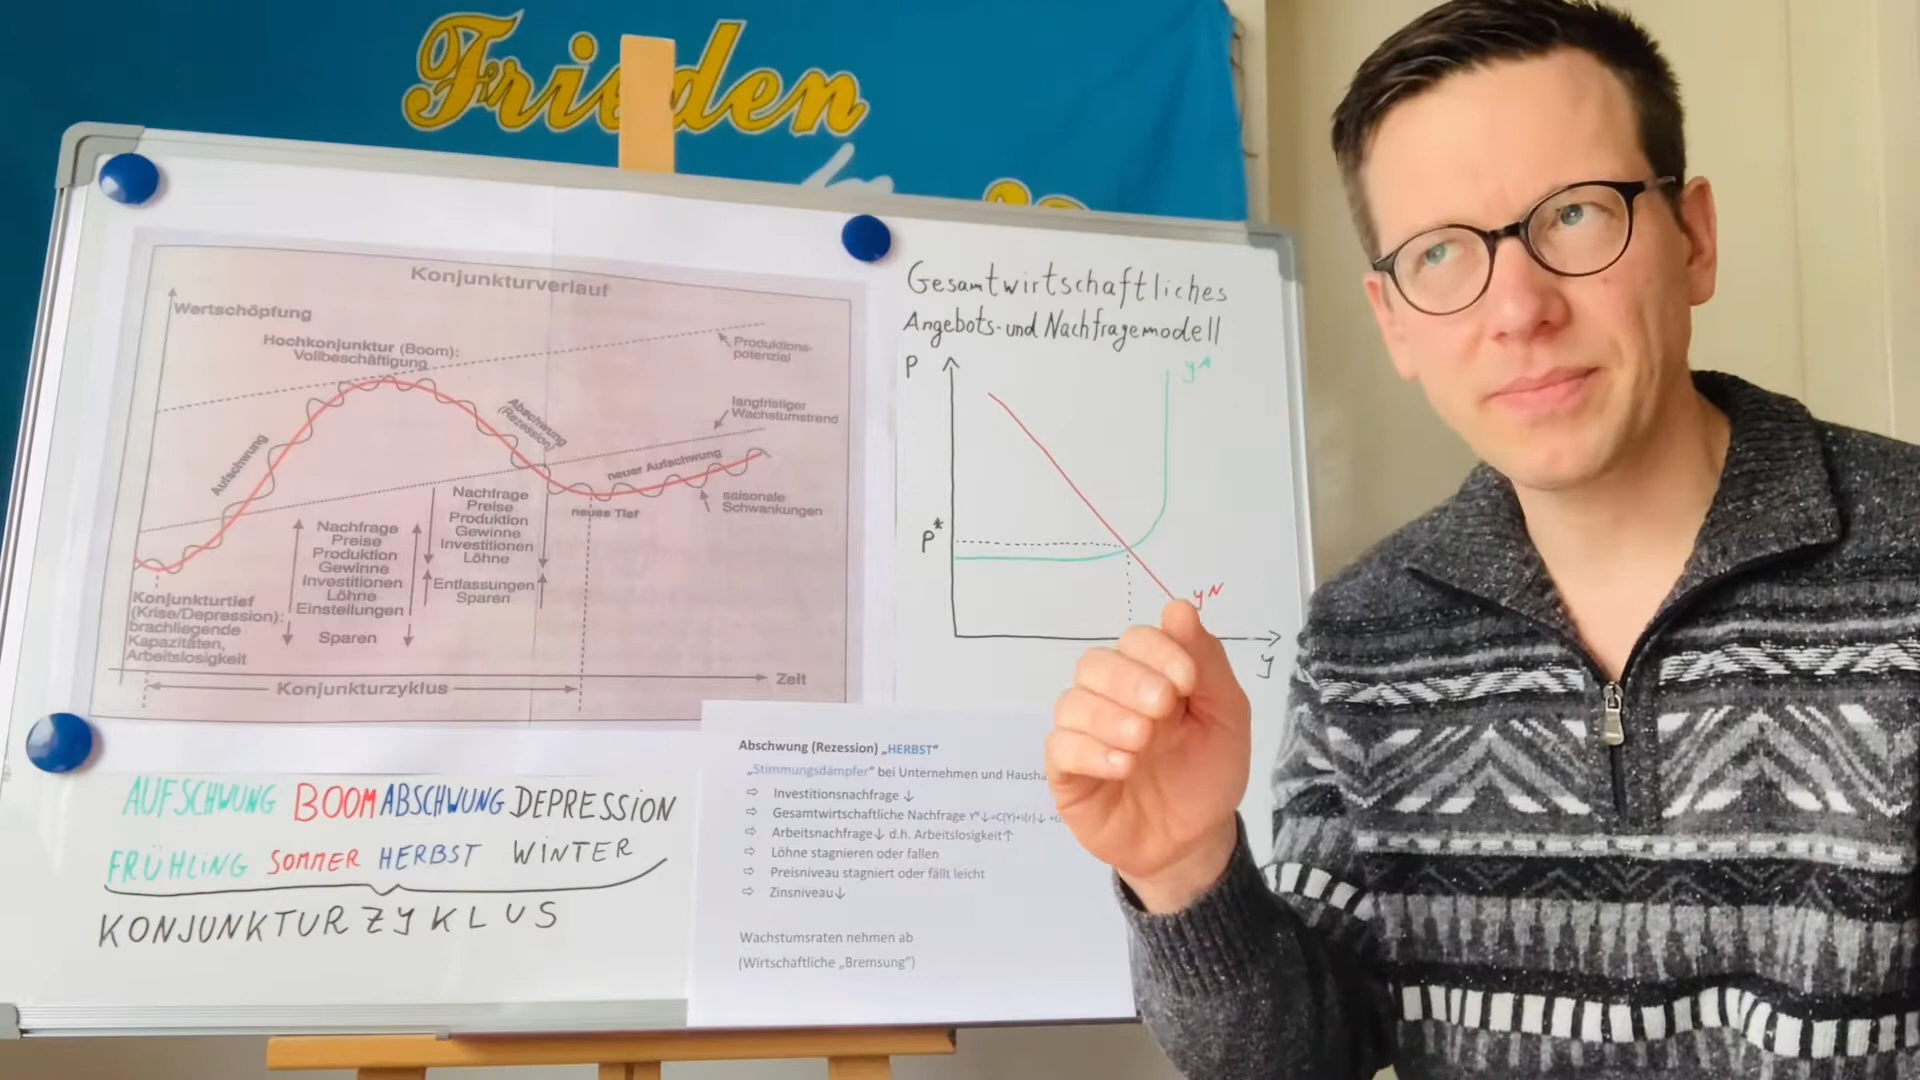 Frieden
Konjunkturverlauf
Wertschöpfung
Hochkonjunktur (Boom):
Vollbeschäftigung
Produktions-
potenzial
Aufschwung
Abschwung
(Rezession)
langfristiger
Wachstumstrend
neuer Aufschwung
neues Tief
saisonale
Schwankungen
Nachfrage
Preise
Produktion
Gewinne
Investitionen
Löhne
Einstellungen
Sparen
Nachfrage
Preise
Produktion
Gewinne
Investitionen
Löhne
Entlassungen
Sparen
Konjunkturtief
(Krise/Depression):
brachliegende
Kapazitäten,
Arbeitslosigkeit
Zeit
Konjunkturzyklus
Gesamtwirtschaftliches
Angebots- und Nachfragemodell
P
y^A
P*
y^N
y
AUFSCHWUNG BOOM ABSCHWUNG DEPRESSION
FRÜHLING SOMMER HERBST WINTER
KONJUNKTURZYKLUS
Abschwung (Rezession) „HERBST“
„Stimmungsdämpfer“ bei Unternehmen und
⇨ Investitionsnachfrage ↓
⇨ Gesamtwirtschaftliche Nachfrage
⇨ Arbeitsnachfrage↓ d.h. Arbeitslosigkeit↑
⇨ Löhne stagnieren oder fallen
⇨ Preisniveau stagniert oder fällt leicht
⇨ Zinsniveau↓
Wachstumsraten nehmen ab
(Wirtschaftliche „Bremsung“)